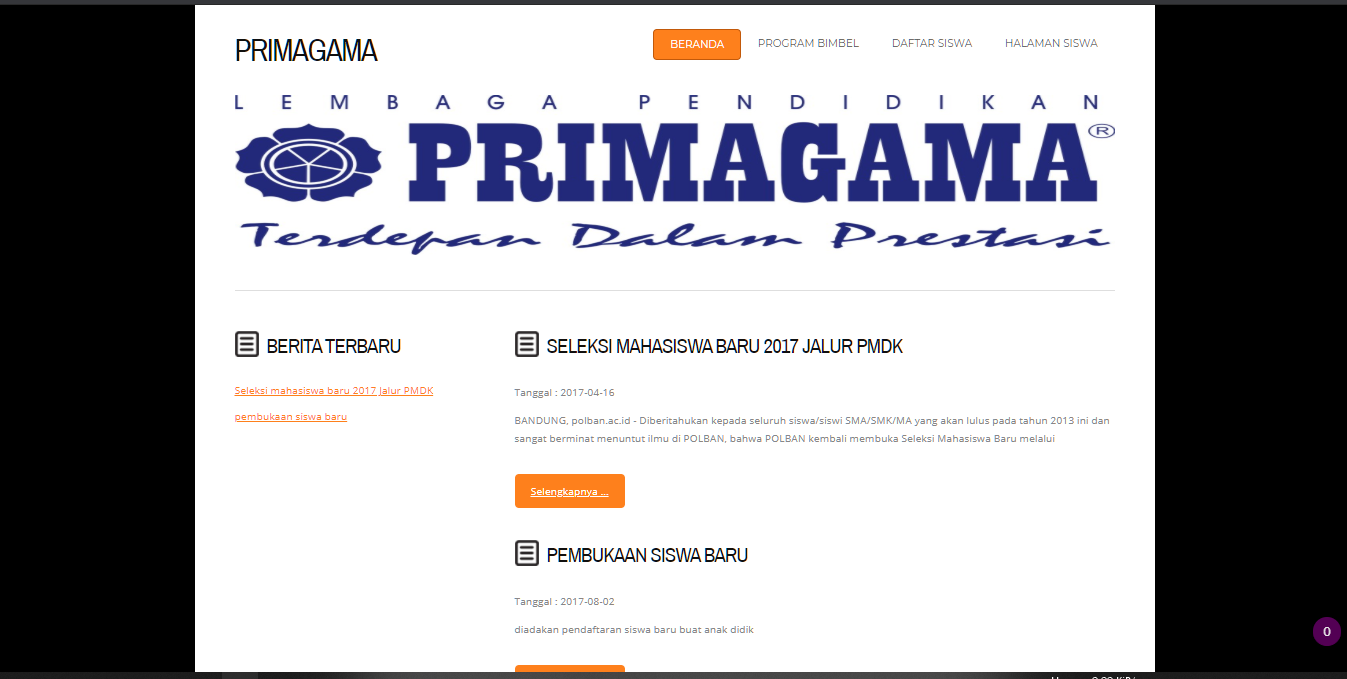 PRIMAGAMA
BERANDA PROGRAM BIMBEL DAFTAR SISWA HALAMAN SISWA
LEMBAGA PENDIDIKAN
PRIMAGAMA®
Terdepan Dalam Prestasi
BERITA TERBARU
Seleksi mahasiswa baru 2017 Jalur PMDK
pembukaan siswa baru
SELEKSI MAHASISWA BARU 2017 JALUR PMDK
Tanggal : 2017-04-16
BANDUNG, polban.ac.id - Diberitahukan kepada seluruh siswa/siswi SMA/SMK/MA yang akan lulus pada tahun 2013 ini dan
sangat berminat menuntut ilmu di POLBAN, bahwa POLBAN kembali membuka Seleksi Mahasiswa Baru melalui
Selengkapnya ...
PEMBUKAAN SISWA BARU
Tanggal : 2017-08-02
diadakan pendaftaran siswa baru buat anak didik
0